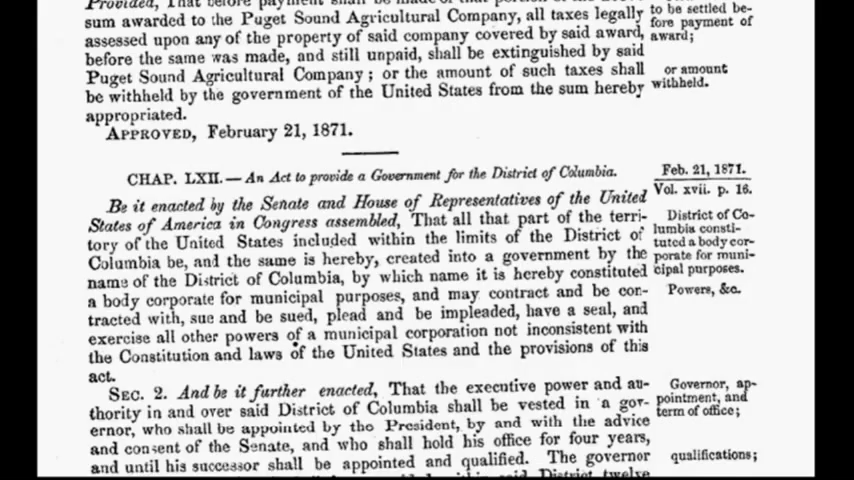 Provided, That before payment shall be made of that portion of the above
sum awarded to the Puget Sound Agricultural Company, all taxes legally
assessed upon any of the property of said company covered by said award,
before the same was made, and still unpaid, shall be extinguished by said
Puget Sound Agricultural Company; or the amount of such taxes shall
be withheld by the government of the United States from the sum hereby
appropriated.
to be settled be-
fore payment of
award;
or amount
withheld.
APPROVED, February 21, 1871.
CHAP. LXII.—An Act to provide a Government for the District of Columbia.
Feb. 21, 1871.
Vol. xvii. p. 16.
Be it enacted by the Senate and House of Representatives of the United
States of America in Congress assembled, That all that part of the terri-
tory of the United States included within the limits of the District of
Columbia be, and the same is hereby, created into a government by the
name of the District of Columbia, by which name it is hereby constituted
a body corporate for municipal purposes, and may contract and be con-
tracted with, sue and be sued, plead and be impleaded, have a seal, and
exercise all other powers of a municipal corporation not inconsistent with
the Constitution and laws of the United States and the provisions of this
act.
District of Co-
lumbia consti-
tuted a body cor-
porate for muni-
cipal purposes.
Powers, &c.
SEC. 2. And be it further enacted, That the executive power and au-
thority in and over said District of Columbia shall be vested in a gov-
ernor, who shall be appointed by the President, by and with the advice
and consent of the Senate, and who shall hold his office for four years,
and until his successor shall be appointed and qualified. The governor
said District twelve
Governor, ap-
pointment, and
term of office;
qualifications;